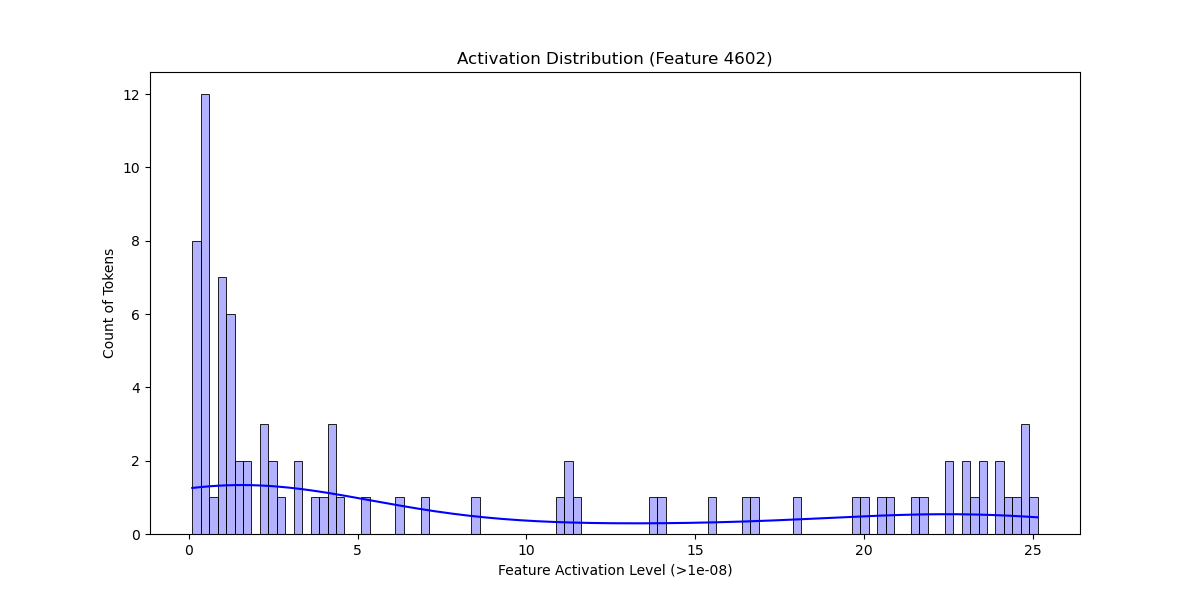 Activation Distribution (Feature 4602)
Count of Tokens
12
10
8
6
4
2
0
0 5 10 15 20 25
Feature Activation Level (>1e-08)